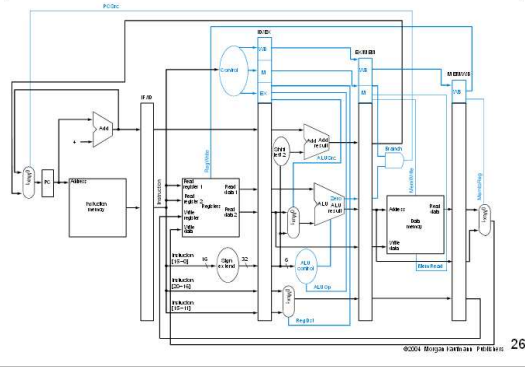 PCSrc
ID/EX
EX/MEM
MEM/WB
Control
WB
M
EX
WB
M
WB
IF/ID
Add
4
Add
Add
result
Shift
left 2
Branch
ALUSrc
RegWrite
MemWrite
MemtoReg
PC
Address
Instruction
memory
Instruction
Read
register 1
Read
register 2
Registers
Write
register
Write
data
Read
data 1
Read
data 2
Zero
ALU
ALU
result
Address
Read
data
Data
memory
Write
data
Instruction
[15–0]
16
Sign
extend
32
6
ALU
control
MemRead
Instruction
[20–16]
ALUOp
Instruction
[15–11]
RegDst
©2004 Morgan Kaufmann Publishers
26